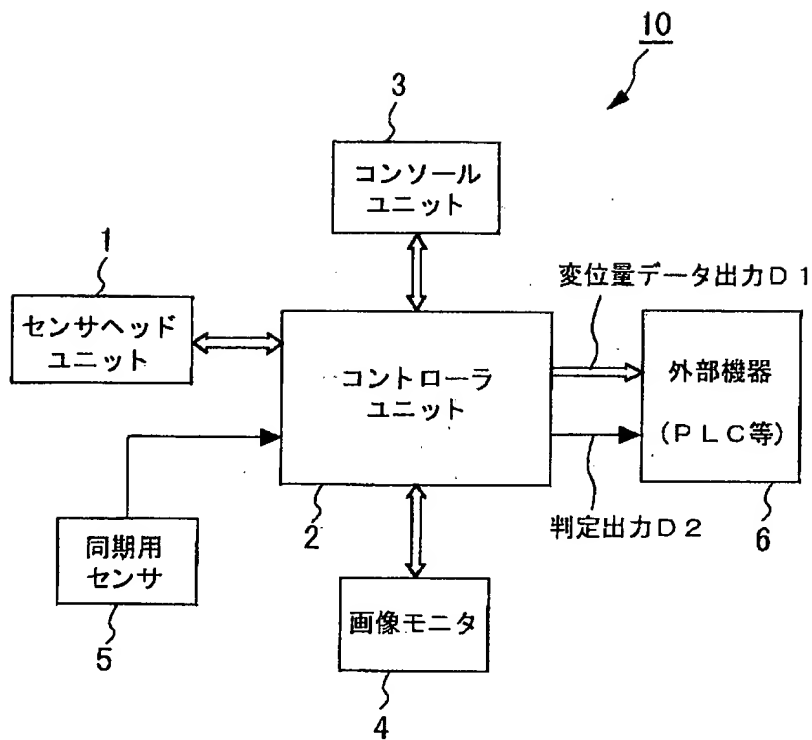 10
3
コンソール
ユニット
1
センサヘッド
ユニット
変位量データ出力D1
コントローラ
ユニット
外部機器
(PLC等)
2
判定出力D2
6
同期用
センサ
5
画像モニタ
4